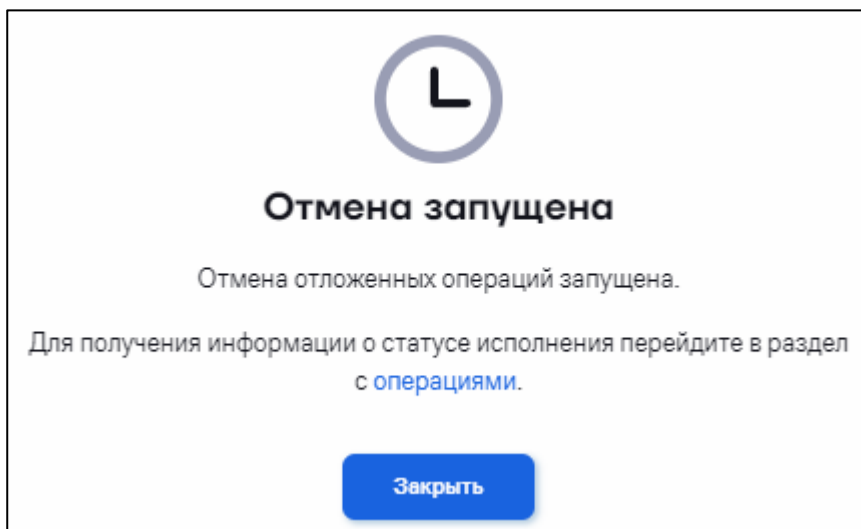 Отмена запущена
Отмена отложенных операций запущена.
Для получения информации о статусе исполнения перейдите в раздел
с операциями.
Закрыть